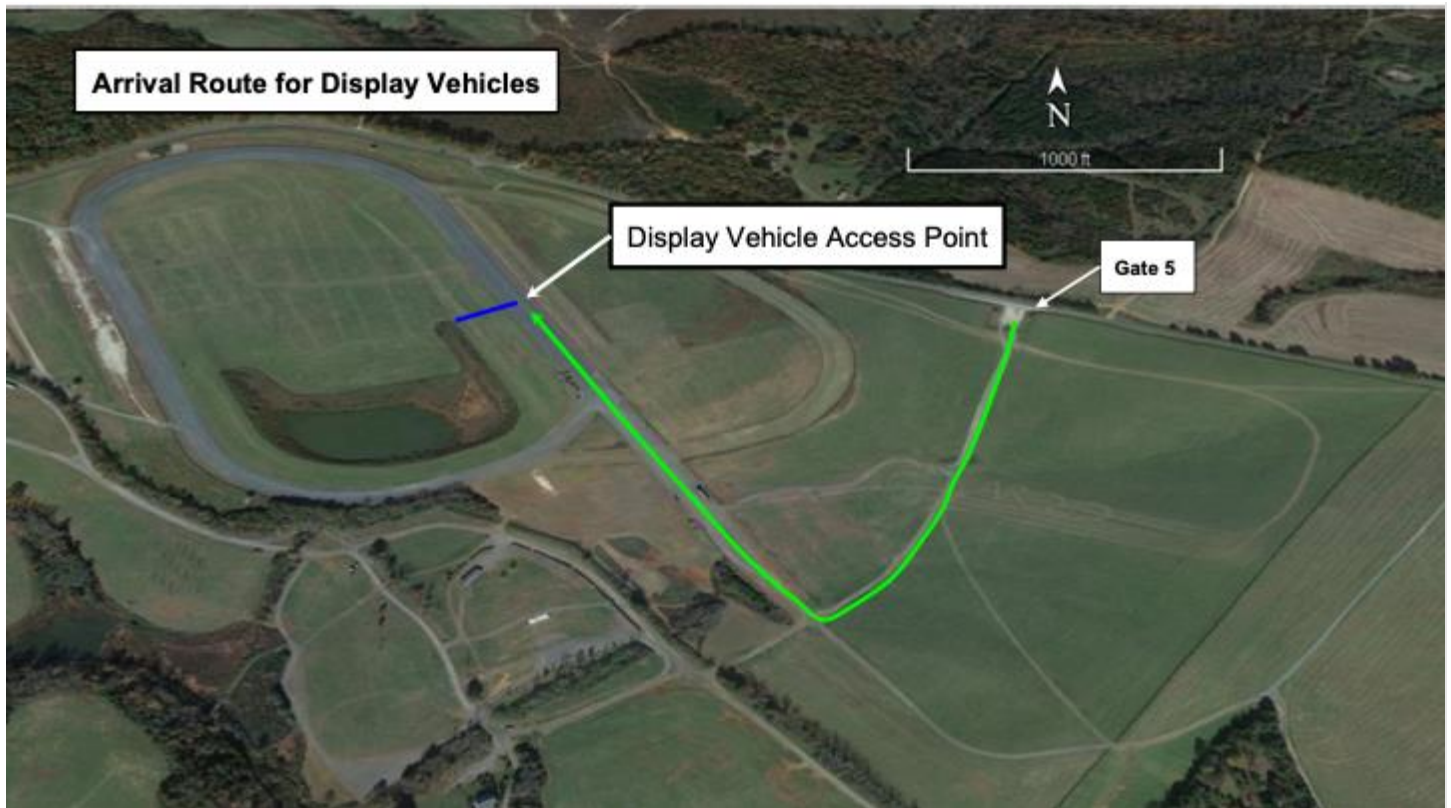 Arrival Route for Display Vehicles
N
1000 ft
Display Vehicle Access Point
Gate 5